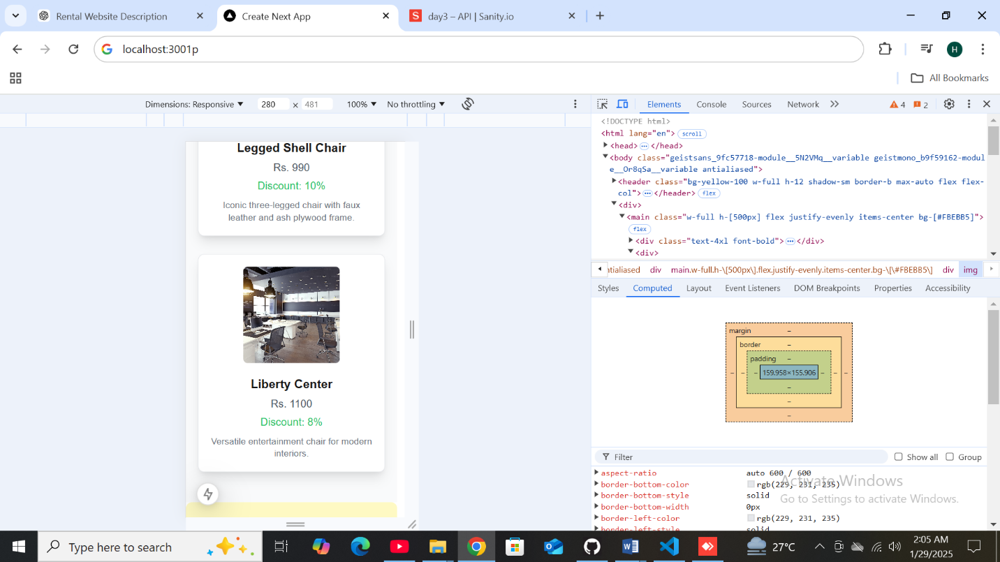 Rental Website Description
Create Next App
day3 – API | Sanity.io
localhost:3001p
H
All Bookmarks
Dimensions: Responsive 280 × 481 100% No throttling
Elements Console Sources Network 4 2
<!DOCTYPE html>
<html lang="en"> scroll
<head> ⋯ </head>
<body class="geistsans_9fc57718-module__5N2VMq__variable geistmono_b9f59162-modul
e__Or8qSa__variable antialiased">
<header class="bg-yellow-100 w-full h-12 shadow-sm border-b max-auto flex flex-
col"> ⋯ </header> flex
<div>
<main class="w-full h-[500px] flex justify-evenly items-center bg-[#FBEBB5]">
flex
<div class="text-4xl font-bold"> ⋯ </div>
<div>
ntialiased div main.w-full.h-\[500px\].flex.justify-evenly.items-center.bg-\[\#FBEBB5\] div img
Styles Computed Layout Event Listeners DOM Breakpoints Properties Accessibility
margin –
border –
padding –
– – – 159.958×155.906 – – –
–
–
–
Filter Show all Group
aspect-ratio auto 600 / 600
border-bottom-color rgb(229, 231, 235)
border-bottom-style solid
border-bottom-width 0px
border-left-color rgb(229, 231, 235)
border-left-style solid
Legged Shell Chair
Rs. 990
Discount: 10%
Iconic three-legged chair with faux
leather and ash plywood frame.
Liberty Center
Rs. 1100
Discount: 8%
Versatile entertainment chair for modern
interiors.
Activate Windows
Go to Settings to activate Windows.
Type here to search
27°C
2:05 AM
1/29/2025